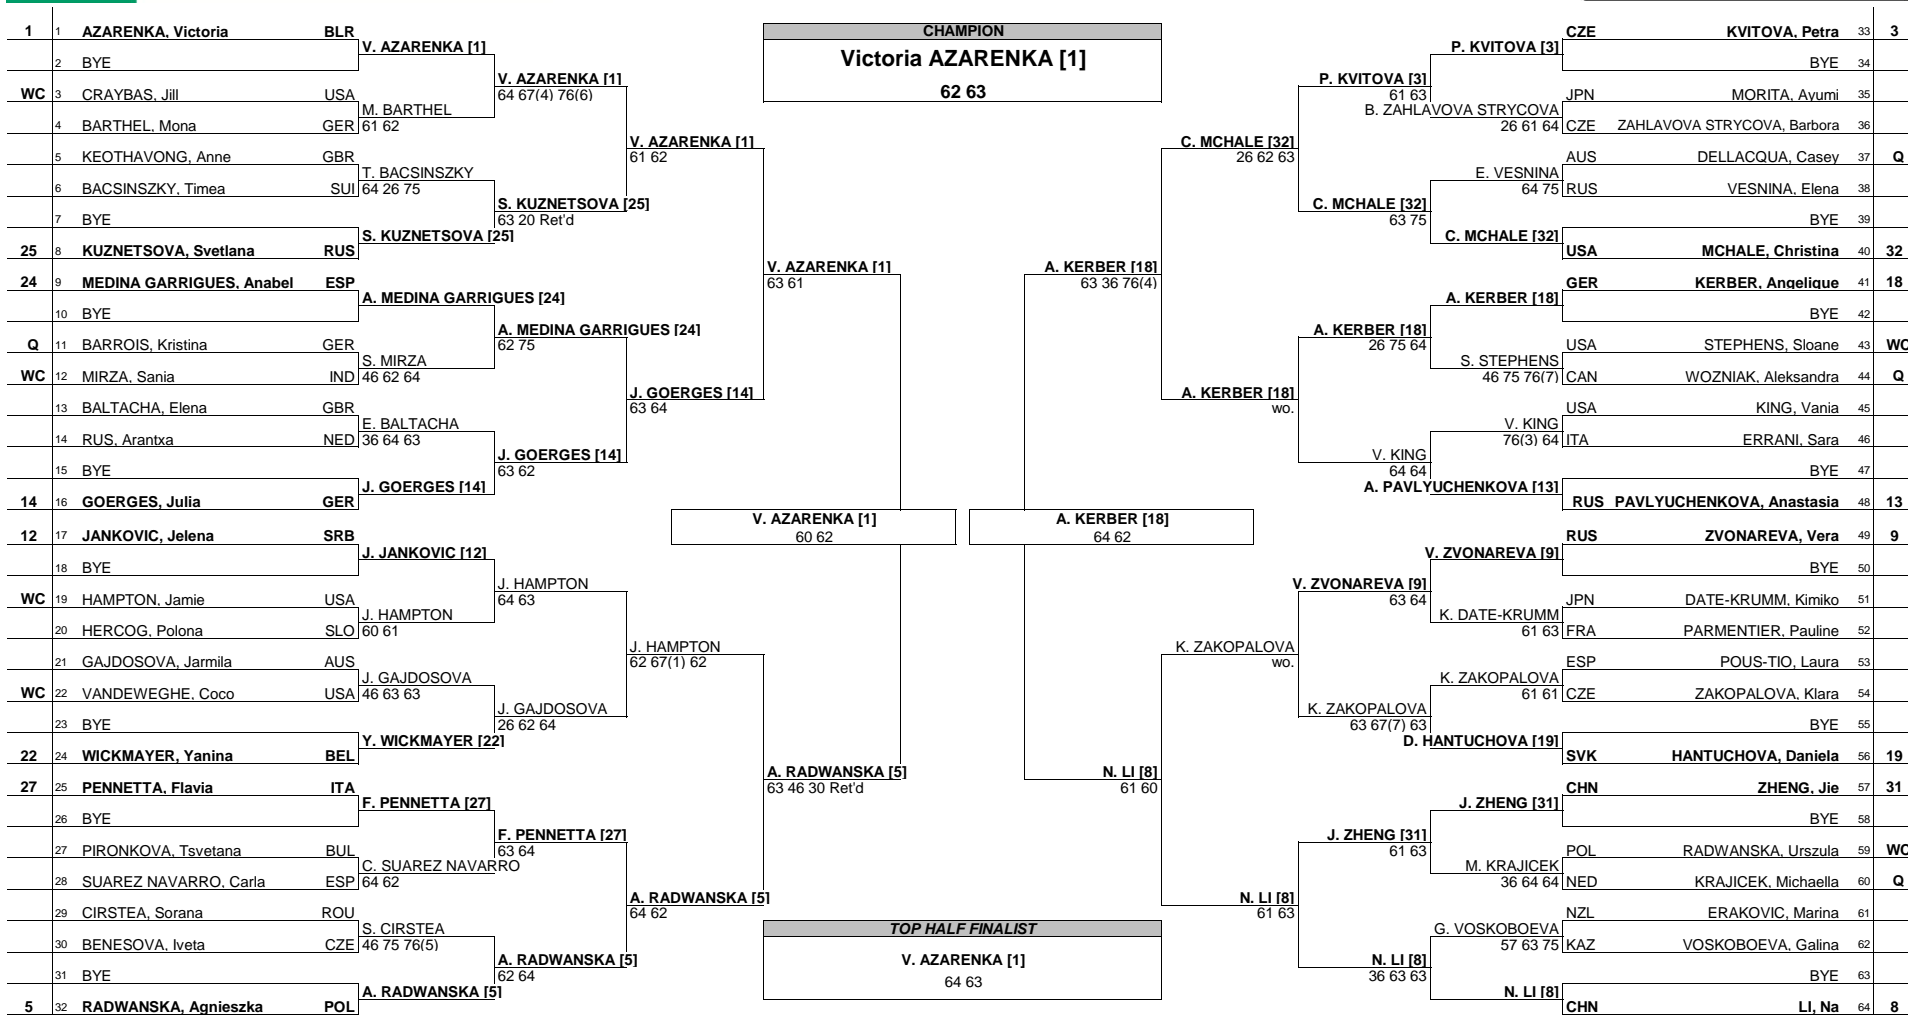 1 1 AZARENKA, Victoria BLR
2 BYE
WC 3 CRAYBAS, Jill USA
4 BARTHEL, Mona GER
5 KEOTHAVONG, Anne GBR
6 BACSINSZKY, Timea SUI
7 BYE
25 8 KUZNETSOVA, Svetlana RUS
24 9 MEDINA GARRIGUES, Anabel ESP
10 BYE
Q 11 BARROIS, Kristina GER
WC 12 MIRZA, Sania IND
13 BALTACHA, Elena GBR
14 RUS, Arantxa NED
15 BYE
14 16 GOERGES, Julia GER
12 17 JANKOVIC, Jelena SRB
18 BYE
WC 19 HAMPTON, Jamie USA
20 HERCOG, Polona SLO
21 GAJDOSOVA, Jarmila AUS
WC 22 VANDEWEGHE, Coco USA
23 BYE
22 24 WICKMAYER, Yanina BEL
27 25 PENNETTA, Flavia ITA
26 BYE
27 PIRONKOVA, Tsvetana BUL
28 SUAREZ NAVARRO, Carla ESP
29 CIRSTEA, Sorana ROU
30 BENESOVA, Iveta CZE
31 BYE
5 32 RADWANSKA, Agnieszka POL
V. AZARENKA [1]
M. BARTHEL
61 62
T. BACSINSZKY
64 26 75
S. KUZNETSOVA [25]
A. MEDINA GARRIGUES [24]
S. MIRZA
46 62 64
E. BALTACHA
36 64 63
J. GOERGES [14]
J. JANKOVIC [12]
J. HAMPTON
60 61
J. GAJDOSOVA
46 63 63
Y. WICKMAYER [22]
F. PENNETTA [27]
C. SUAREZ NAVARRO
64 62
S. CIRSTEA
46 75 76(5)
A. RADWANSKA [5]
V. AZARENKA [1]
64 67(4) 76(6)
S. KUZNETSOVA [25]
63 20 Ret'd
A. MEDINA GARRIGUES [24]
62 75
J. GOERGES [14]
63 62
J. HAMPTON
64 63
J. GAJDOSOVA
26 62 64
F. PENNETTA [27]
63 64
A. RADWANSKA [5]
62 64
V. AZARENKA [1]
61 62
J. GOERGES [14]
63 64
J. HAMPTON
62 67(1) 62
A. RADWANSKA [5]
64 62
V. AZARENKA [1]
63 61
A. RADWANSKA [5]
63 46 30 Ret'd
CHAMPION
Victoria AZARENKA [1]
62 63
V. AZARENKA [1]
60 62
A. KERBER [18]
64 62
TOP HALF FINALIST
V. AZARENKA [1]
64 63
A. KERBER [18]
63 36 76(4)
N. LI [8]
61 60
C. MCHALE [32]
26 62 63
A. KERBER [18]
wo.
K. ZAKOPALOVA
wo.
N. LI [8]
61 63
P. KVITOVA [3]
61 63
C. MCHALE [32]
63 75
A. KERBER [18]
26 75 64
V. KING
64 64
V. ZVONAREVA [9]
63 64
K. ZAKOPALOVA
63 67(7) 63
J. ZHENG [31]
61 63
N. LI [8]
36 63 63
P. KVITOVA [3]
B. ZAHLAVOVA STRYCOVA
26 61 64
E. VESNINA
64 75
C. MCHALE [32]
A. KERBER [18]
S. STEPHENS
46 75 76(7)
V. KING
76(3) 64
A. PAVLYUCHENKOVA [13]
V. ZVONAREVA [9]
K. DATE-KRUMM
61 63
K. ZAKOPALOVA
61 61
D. HANTUCHOVA [19]
J. ZHENG [31]
M. KRAJICEK
36 64 64
G. VOSKOBOEVA
57 63 75
N. LI [8]
CZE KVITOVA, Petra 33 3
BYE 34
JPN MORITA, Ayumi 35
CZE ZAHLAVOVA STRYCOVA, Barbora 36
AUS DELLACQUA, Casey 37 Q
RUS VESNINA, Elena 38
BYE 39
USA MCHALE, Christina 40 32
GER KERBER, Angelique 41 18
BYE 42
USA STEPHENS, Sloane 43 WC
CAN WOZNIAK, Aleksandra 44 Q
USA KING, Vania 45
ITA ERRANI, Sara 46
BYE 47
RUS PAVLYUCHENKOVA, Anastasia 48 13
RUS ZVONAREVA, Vera 49 9
BYE 50
JPN DATE-KRUMM, Kimiko 51
FRA PARMENTIER, Pauline 52
ESP POUS-TIO, Laura 53
CZE ZAKOPALOVA, Klara 54
BYE 55
SVK HANTUCHOVA, Daniela 56 19
CHN ZHENG, Jie 57 31
BYE 58
POL RADWANSKA, Urszula 59 WC
NED KRAJICEK, Michaella 60 Q
NZL ERAKOVIC, Marina 61
KAZ VOSKOBOEVA, Galina 62
BYE 63
CHN LI, Na 64 8